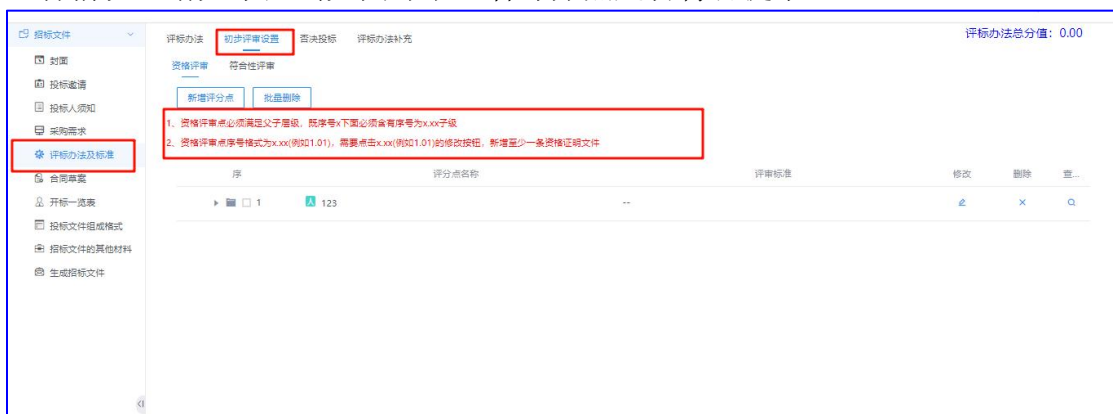 招标文件
封面
投标邀请
投标人须知
采购需求
评标办法及标准
合同草案
开标一览表
投标文件组成格式
招标文件的其他材料
生成招标文件
评标办法 初步评审设置 否决投标 评标办法补充
评标办法总分值：0.00
资格评审 符合性评审
新增评分点 批量删除
1、资格评审点必须满足父子层级，既序号x下面必须含有序号为x.xx子级
2、资格评审点序号格式为x.xx(例如1.01)，需要点击x.xx(例如1.01)的修改按钮，新增至少一条资格证明文件
序 评分点名称 评审标准 修改 删除 查...
1 123 --